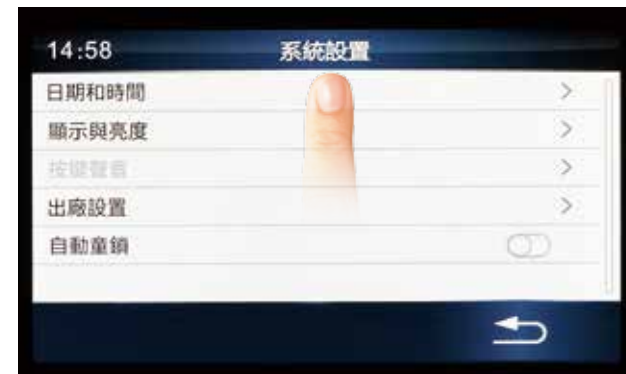 14:58 系統設置
日期和時間
顯示與亮度
按鍵聲音
出廠設置
自動童鎖